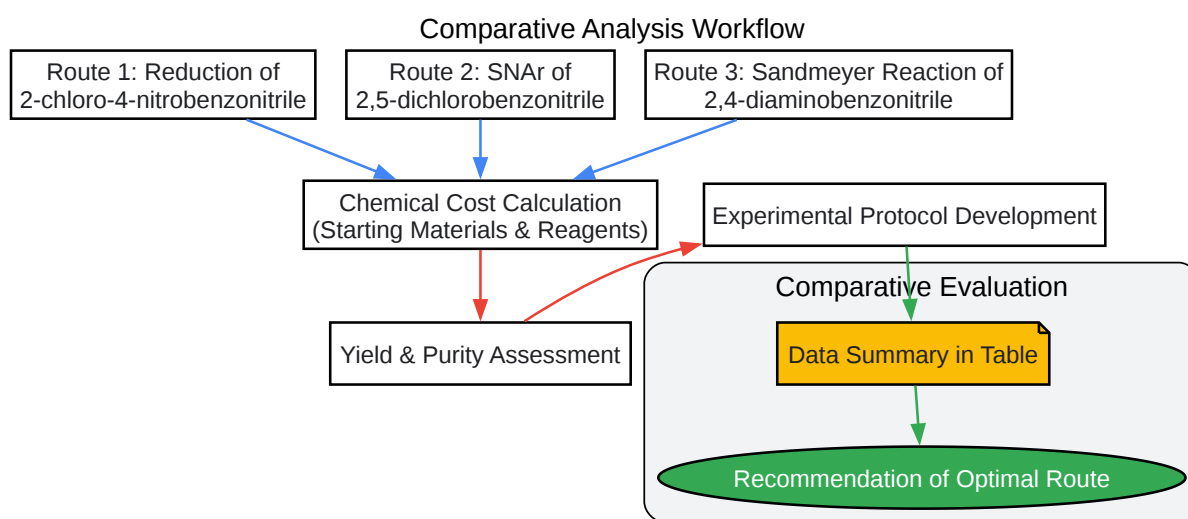 Comparative Analysis Workflow
Route 1: Reduction of
2-chloro-4-nitrobenzonitrile
Route 2: SNAr of
2,5-dichlorobenzonitrile
Route 3: Sandmeyer Reaction of
2,4-diaminobenzonitrile
Chemical Cost Calculation
(Starting Materials & Reagents)
Experimental Protocol Development
Yield & Purity Assessment
Comparative Evaluation
Data Summary in Table
Recommendation of Optimal Route